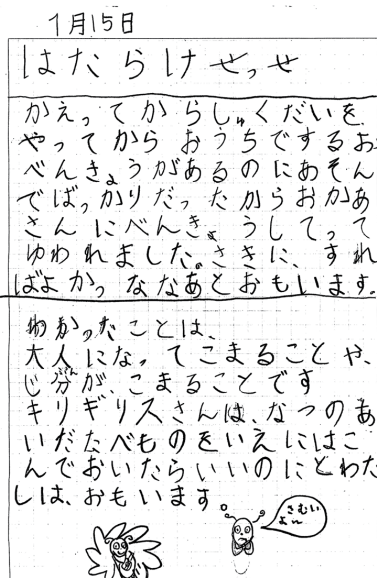 1月15日
はたらけせっせ
かえってからしゅくだいを
やってから おうちでするお
べんきょうがあるのにあそん
でばっかりだったからおかあ
さんにべんきょうしてって
ゆわれました。さきに、すれ
ばよかっななあとおもいます。
わかったことは、
大人になってこまることや、
じ分が、こまることです
ぶん
キリギリスさんは、なつのあ
いだたべものをいえにはこ
んでおいたらいいのにとわた
しは、おもいます
さむい
よ〜